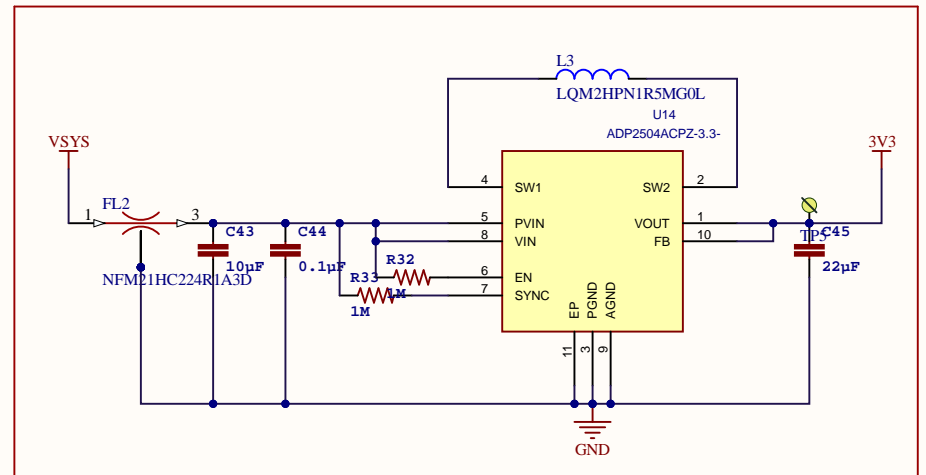 L3
LQM2HPN1R5MG0L
U14
ADP2504ACPZ-3.3-
VSYS
3V3
4 SW1 SW2 2
FL2
1 3
5 PVIN VOUT 1
8 VIN FB 10
C43
C44
TP5
C45
10µF
0.1µF
22µF
NFM21HC224R1A3D
R32
1M
6 EN
R33
1M
7 SYNC
EP PGND AGND
11 3 9
GND